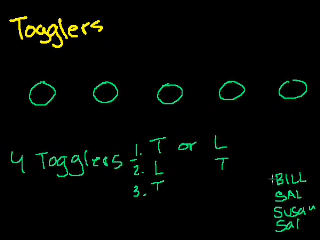 Togglers
4 Togglers
1. T or L
2. L T
3. T
BILL
SAL
Susan
Sal